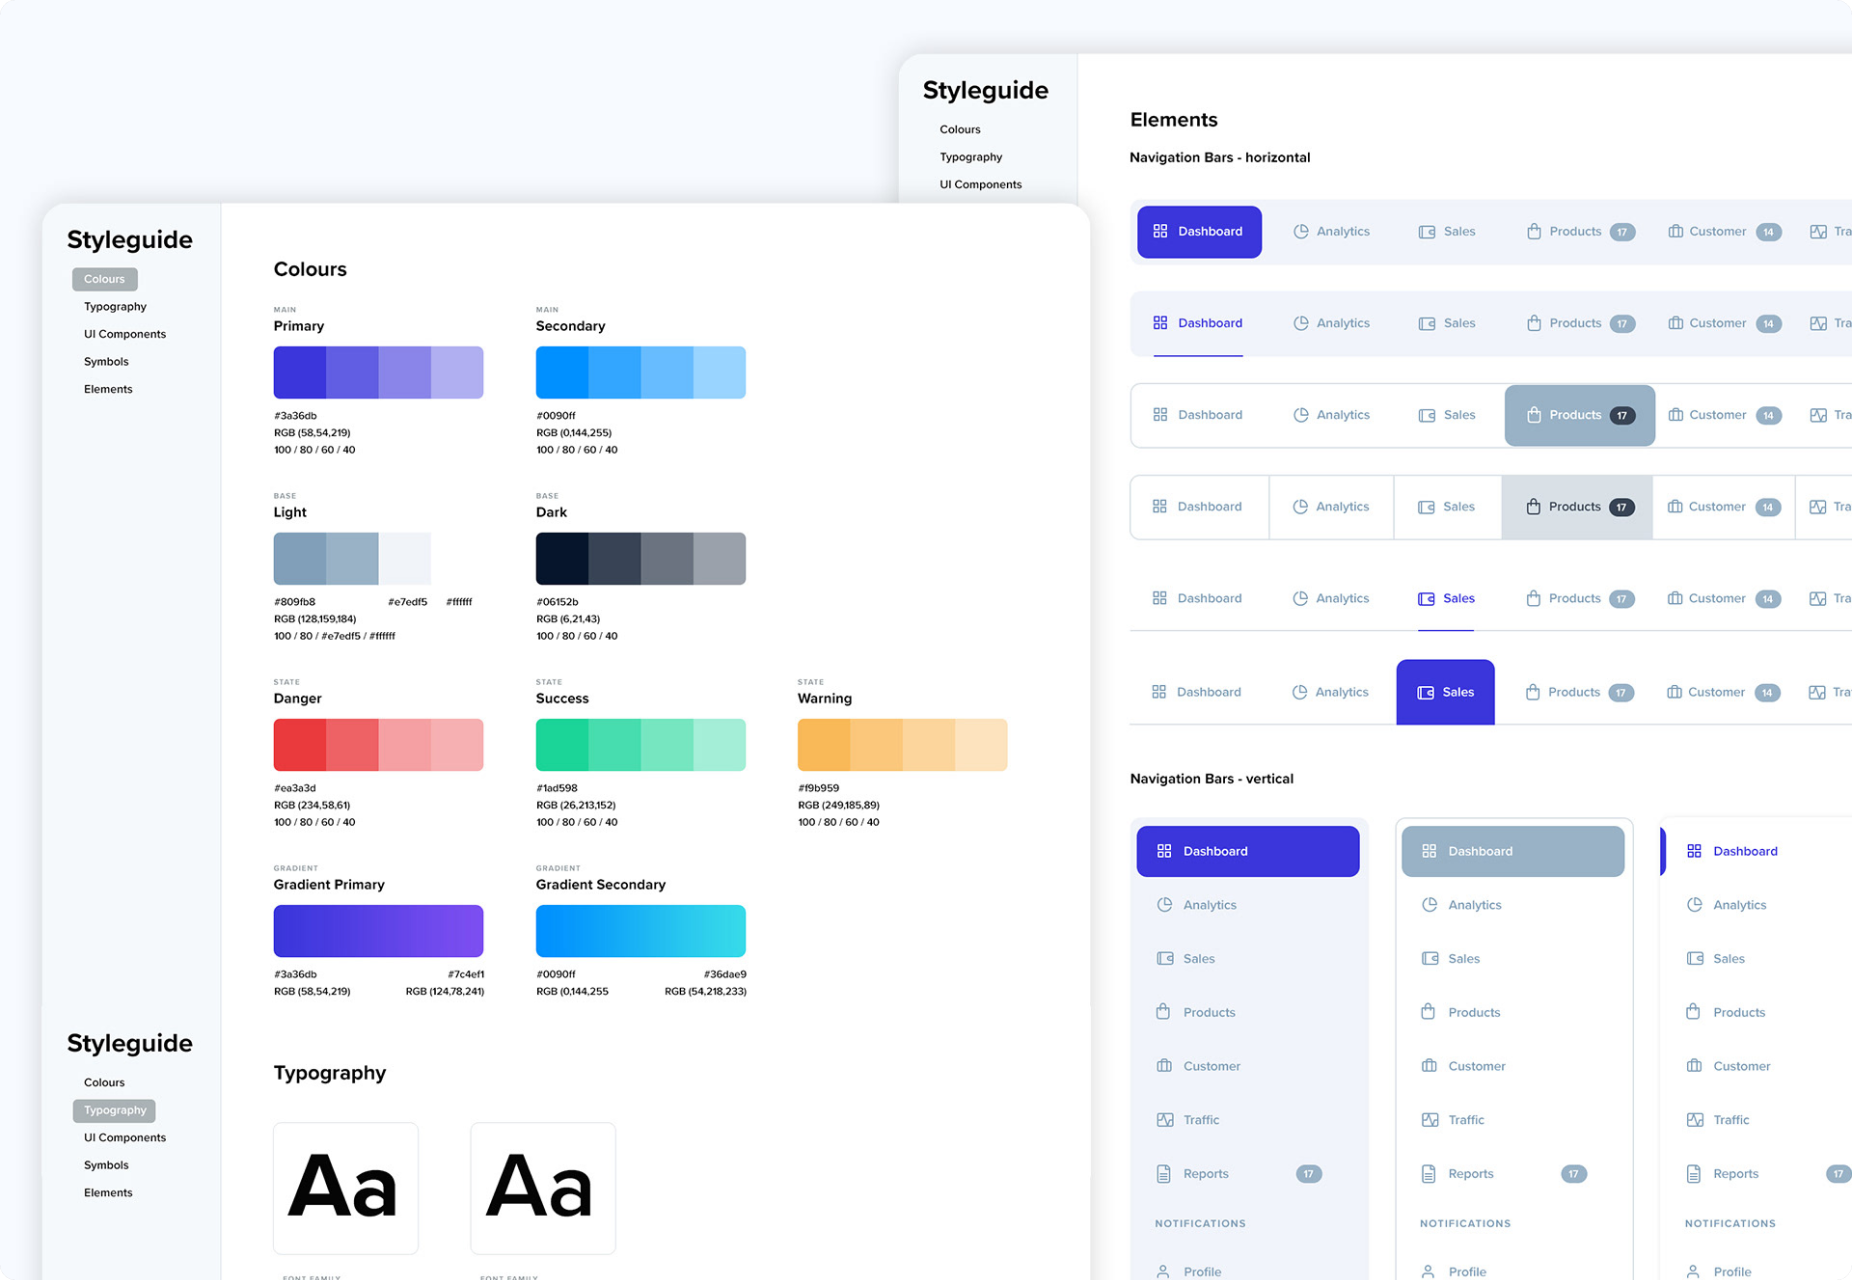 Styleguide
Colours
Typography
UI Components
Elements
Navigation Bars - horizontal
Dashboard Analytics Sales Products 17 Customer 14 Tra
Dashboard Analytics Sales Products 17 Customer 14 Tra
Dashboard Analytics Sales Products 17 Customer 14 Tra
Dashboard Analytics Sales Products 17 Customer 14 Tra
Dashboard Analytics Sales Products 17 Customer 14 Tra
Dashboard Analytics Sales Products 17 Customer 14 Tra
Navigation Bars - vertical
Dashboard
Analytics
Sales
Products
Customer
Traffic
Reports 17
NOTIFICATIONS
Profile
Dashboard
Analytics
Sales
Products
Customer
Traffic
Reports 17
NOTIFICATIONS
Profile
Dashboard
Analytics
Sales
Products
Customer
Traffic
Reports 17
NOTIFICATIONS
Profile
Styleguide
Colours
Typography
UI Components
Symbols
Elements
Colours
MAIN
Primary
#3a36db
RGB (58,54,219)
100 / 80 / 60 / 40
MAIN
Secondary
#0090ff
RGB (0,144,255)
100 / 80 / 60 / 40
BASE
Light
#809fb8 #e7edf5 #ffffff
RGB (128,159,184)
100 / 80 / #e7edf5 / #ffffff
BASE
Dark
#06152b
RGB (6,21,43)
100 / 80 / 60 / 40
STATE
Danger
#ea3a3d
RGB (234,58,61)
100 / 80 / 60 / 40
STATE
Success
#1ad598
RGB (26,213,152)
100 / 80 / 60 / 40
STATE
Warning
#f9b959
RGB (249,185,89)
100 / 80 / 60 / 40
GRADIENT
Gradient Primary
#3a36db #7c4ef1
RGB (58,54,219) RGB (124,78,241)
GRADIENT
Gradient Secondary
#0090ff #36dae9
RGB (0,144,255 RGB (54,218,233)
Styleguide
Colours
Typography
UI Components
Symbols
Elements
Typography
Aa
FONT FAMILY
Aa
FONT FAMILY